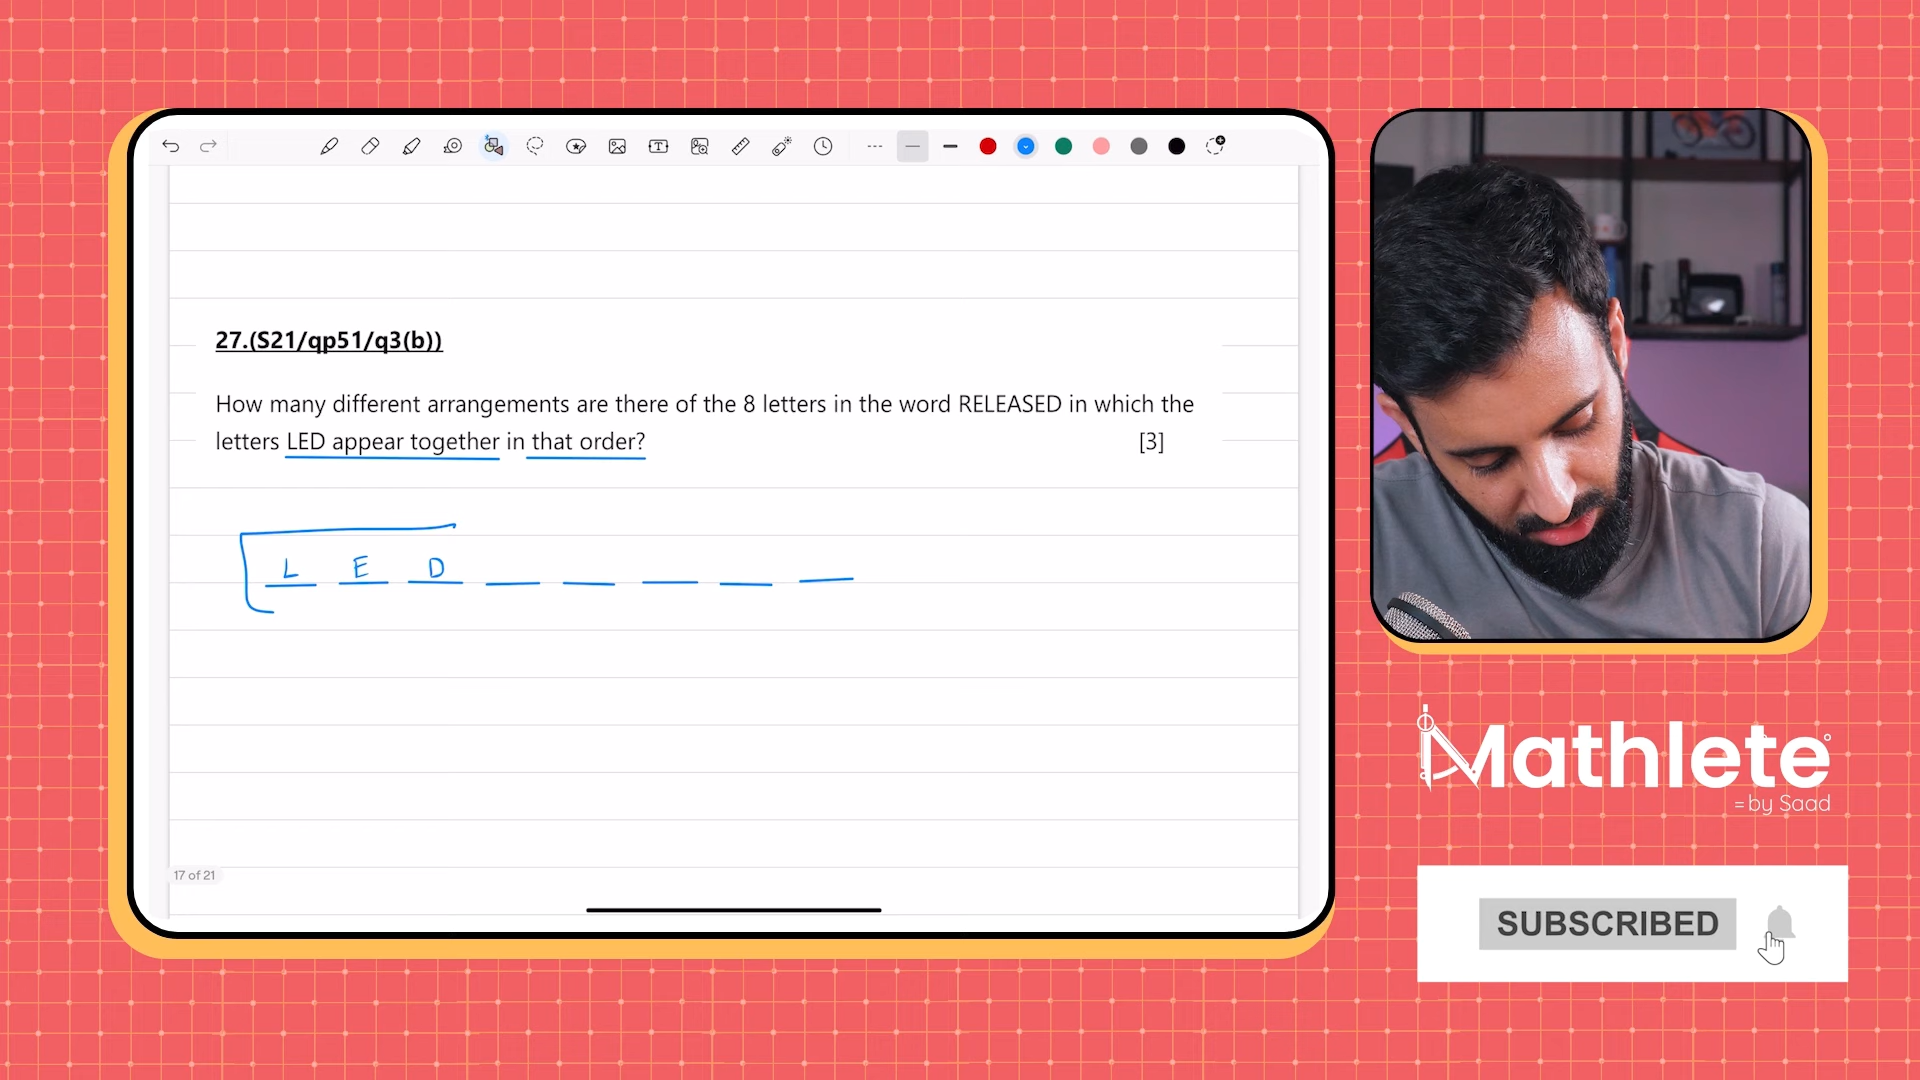 27.(S21/qp51/q3(b))
How many different arrangements are there of the 8 letters in the word RELEASED in which the
letters LED appear together in that order? [3]
L E D
17 of 21
Mathlete
=by Saad
SUBSCRIBED